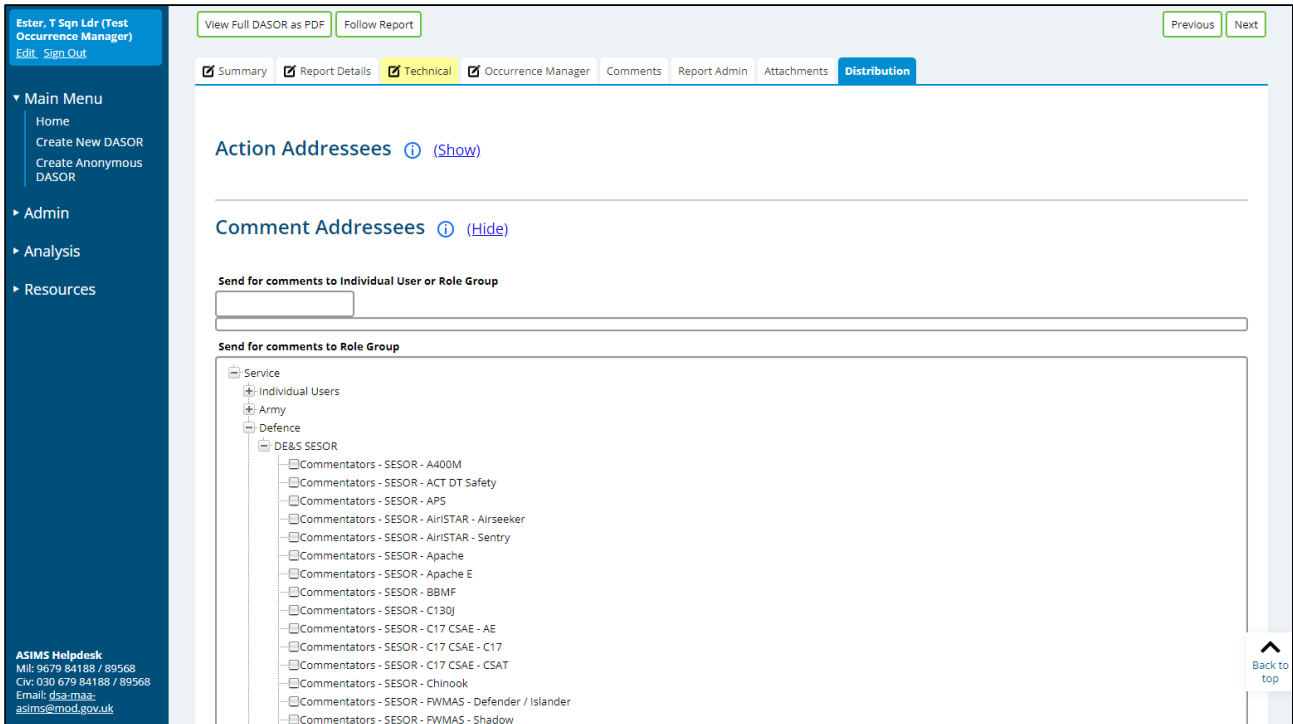 Ester, T Sqn Ldr (Test
Occurrence Manager)
Edit Sign Out
Main Menu
Home
Create New DASOR
Create Anonymous
DASOR
Admin
Analysis
Resources
ASIMS Helpdesk
Mil: 9679 84188 / 89568
Civ: 030 679 84188 / 89568
Email: dsa-maa-
asims@mod.gov.uk
View Full DASOR as PDF Follow Report Previous Next
Summary Report Details Technical Occurrence Manager Comments Report Admin Attachments Distribution
Action Addressees (Show)
Comment Addressees (Hide)
Send for comments to Individual User or Role Group
Send for comments to Role Group
Service
Individual Users
Army
Defence
DE&S SESOR
Commentators - SESOR - A400M
Commentators - SESOR - ACT DT Safety
Commentators - SESOR - APS
Commentators - SESOR - AirISTAR - Airseeker
Commentators - SESOR - AirISTAR - Sentry
Commentators - SESOR - Apache
Commentators - SESOR - Apache E
Commentators - SESOR - BBMF
Commentators - SESOR - C130J
Commentators - SESOR - C17 CSAE - AE
Commentators - SESOR - C17 CSAE - C17
Commentators - SESOR - C17 CSAE - CSAT
Commentators - SESOR - Chinook
Commentators - SESOR - FWMAS - Defender / Islander
Commentators - SESOR - FWMAS - Shadow
Back to
top